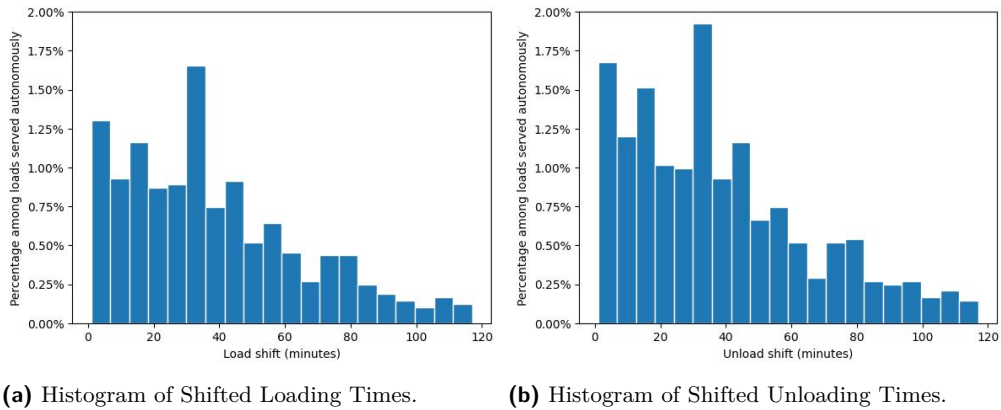 2.00%
1.75%
1.50%
1.25%
1.00%
0.75%
0.50%
0.25%
0.00%
Percentage among loads served autonomously
0 20 40 60 80 100 120
Load shift (minutes)
(a) Histogram of Shifted Loading Times.
2.00%
1.75%
1.50%
1.25%
1.00%
0.75%
0.50%
0.25%
0.00%
Percentage among loads served autonomously
0 20 40 60 80 100 120
Unload shift (minutes)
(b) Histogram of Shifted Unloading Times.